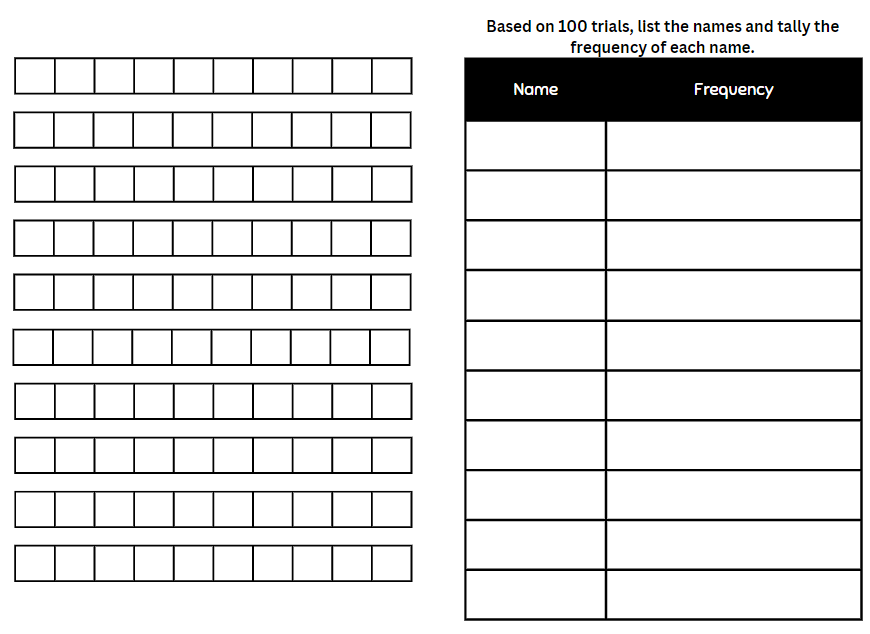 Based on 100 trials, list the names and tally the
frequency of each name.
Name Frequency